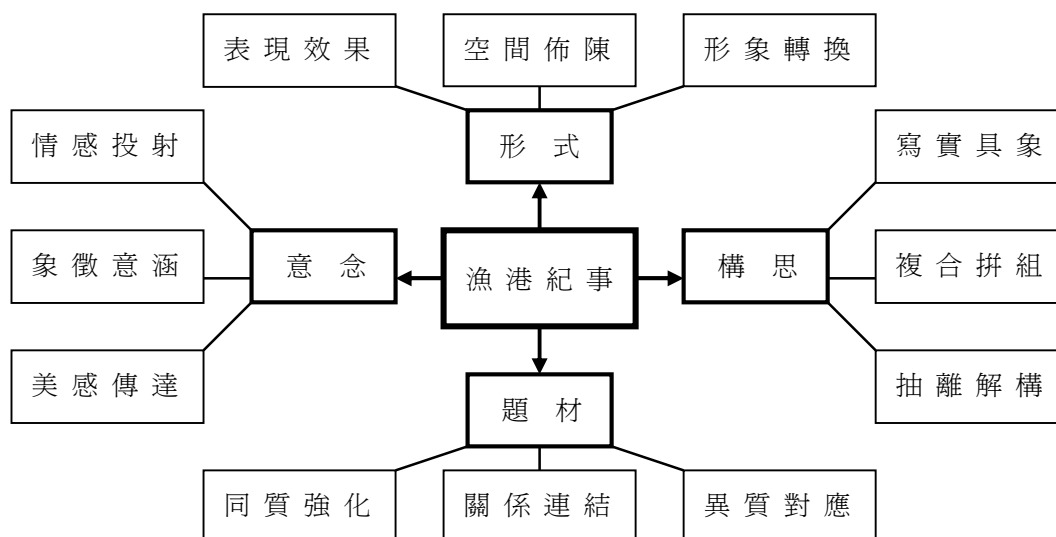 表現效果
空間佈陳
形象轉換
形式
情感投射
寫實具象
象徵意涵
意念
漁港紀事
構思
複合拼組
美感傳達
抽離解構
題材
同質強化
關係連結
異質對應